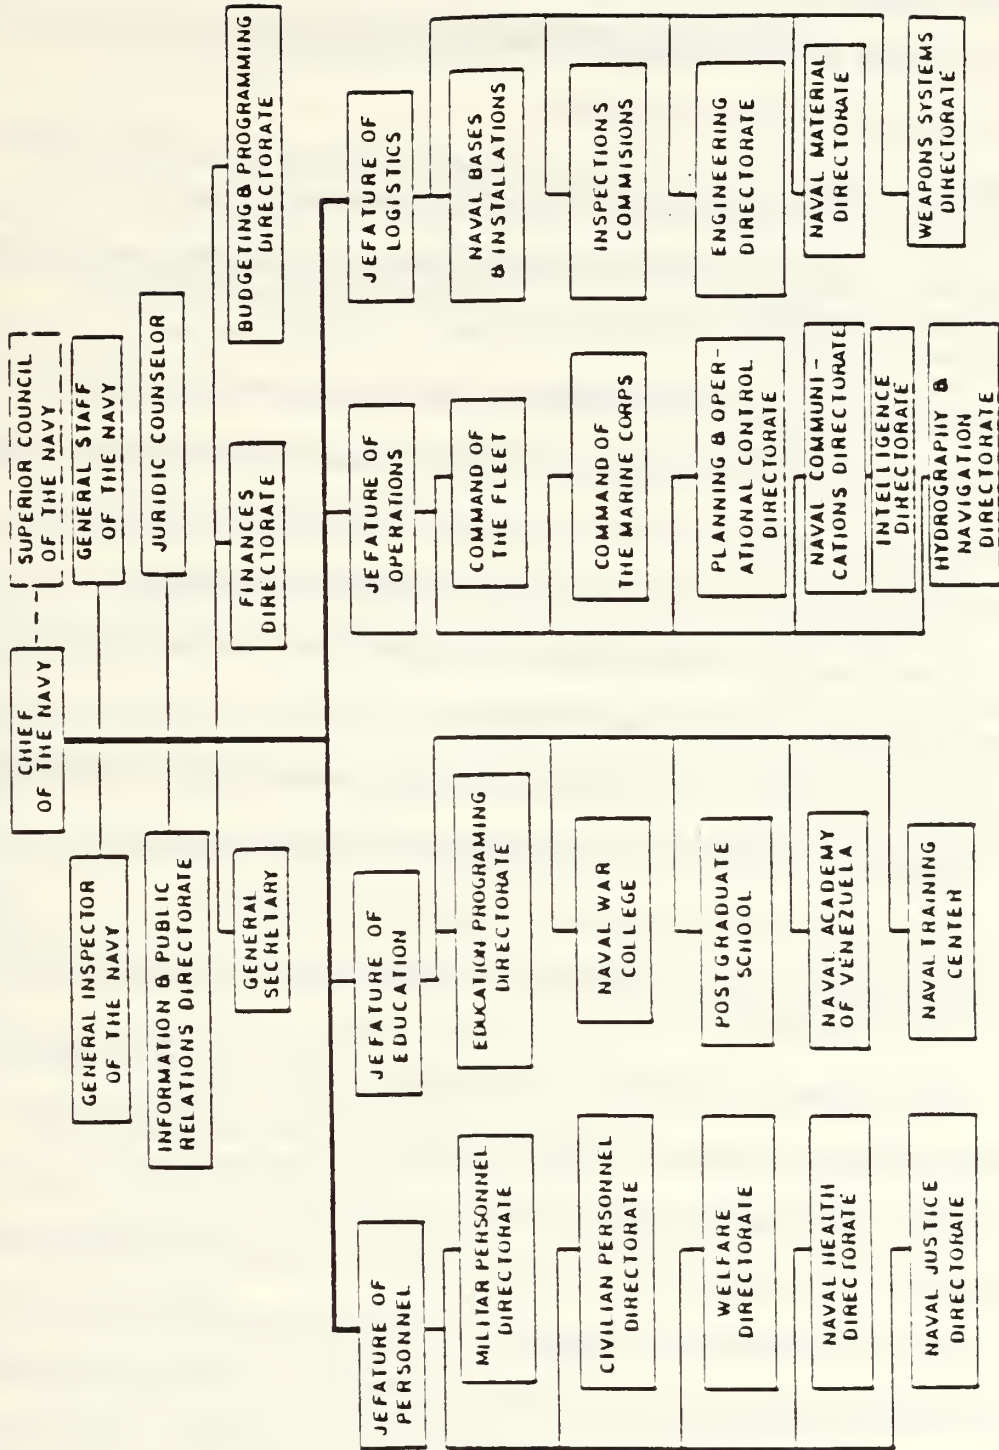 CHIEF
OF THE NAVY
SUPERIOR COUNCIL
OF THE NAVY
GENERAL INSPECTOR
OF THE NAVY
GENERAL STAFF
OF THE NAVY
INFORMATION & PUBLIC
RELATIONS DIRECTORATE
JURIDIC COUNSELOR
GENERAL
SECRETARY
FINANCES
DIRECTORATE
BUDGETING & PROGRAMMING
DIRECTORATE
JEFATURE OF
PERSONNEL
MILITAR PERSONNEL
DIRECTORATE
CIVILIAN PERSONNEL
DIRECTORATE
WELFARE
DIRECTORATE
NAVAL HEALTH
DIRECTORATE
NAVAL JUSTICE
DIRECTORATE
JEFATURE OF
EDUCATION
EDUCATION PROGRAMING
DIRECTORATE
NAVAL WAR
COLLEGE
POSTGRADUATE
SCHOOL
NAVAL ACADEMY
OF VENEZUELA
NAVAL TRAINING
CENTER
JEFATURE OF
OPERATIONS
COMMAND OF
THE FLEET
COMMAND OF
THE MARINE CORPS
PLANNING & OPER-
ATIONAL CONTROL
DIRECTORATE
NAVAL COMMUNI-
CATIONS DIRECTORATE
INTELLIGENCE
DIRECTORATE
HYDROGRAPHY &
NAVIGATION
DIRECTORATE
JEFATURE OF
LOGISTICS
NAVAL BASES
& INSTALLATIONS
INSPECTIONS
COMMISIONS
ENGINEERING
DIRECTORATE
NAVAL MATERIAL
DIRECTORATE
WEAPONS SYSTEMS
DIRECTORATE